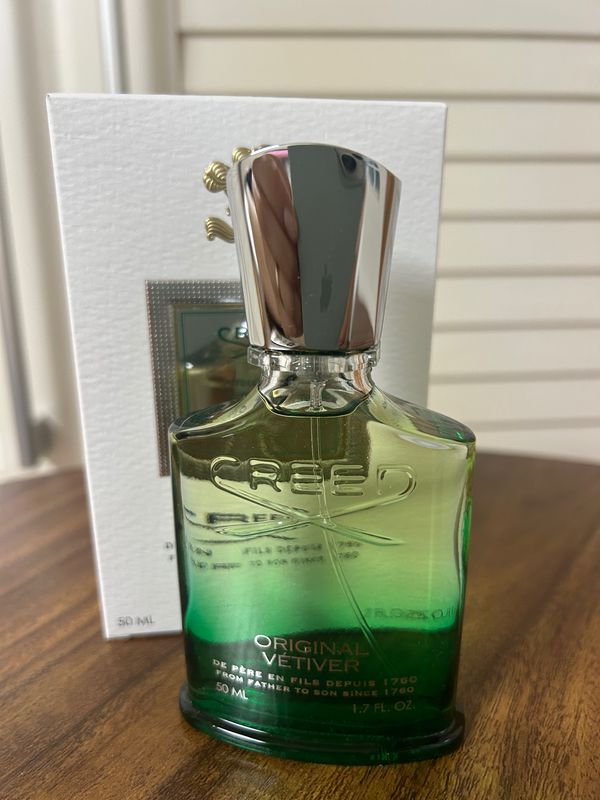 CREED
ORIGINAL
VÉTIVER
DE PÈRE EN FILS DEPUIS 1760
FROM FATHER TO SON SINCE 1760
50 ML
1.7 FL. OZ.
50 ML